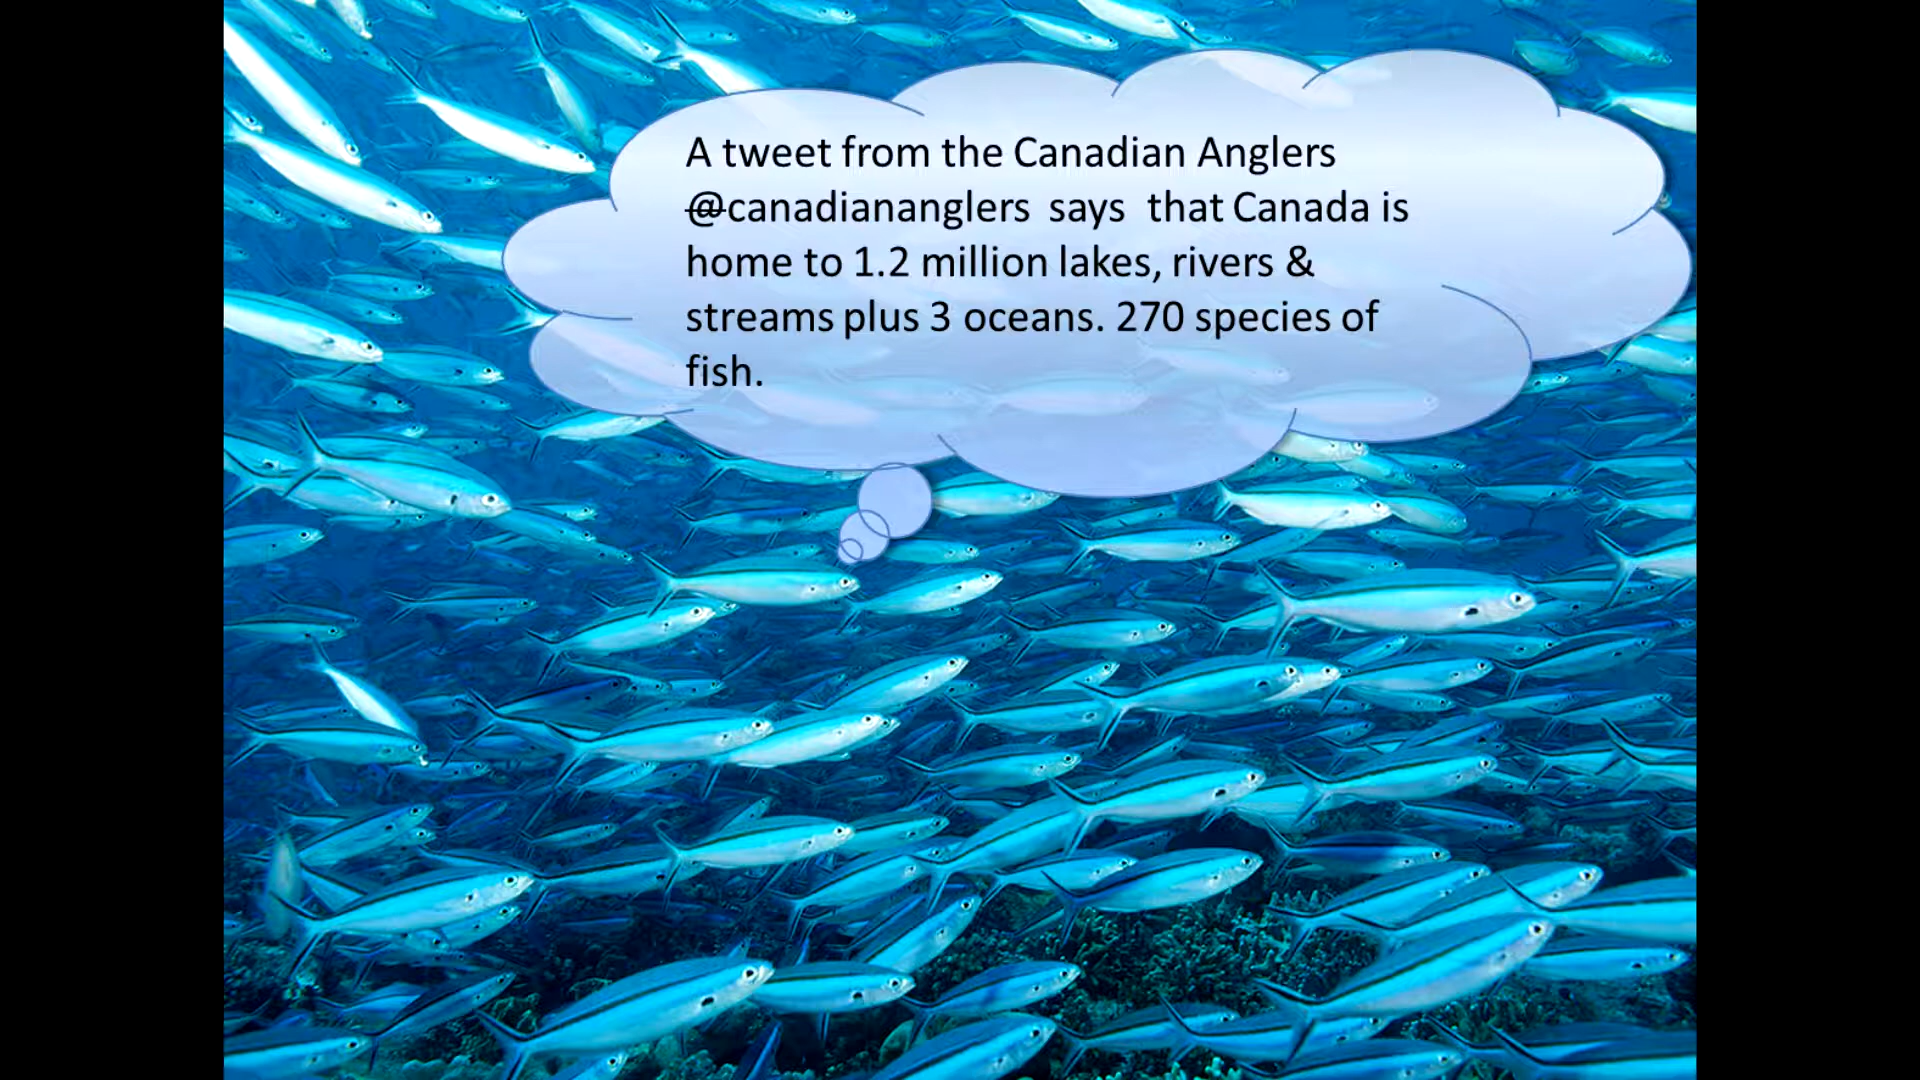 A tweet from the Canadian Anglers
@canadiananglers says that Canada is
home to 1.2 million lakes, rivers &
streams plus 3 oceans. 270 species of
fish.